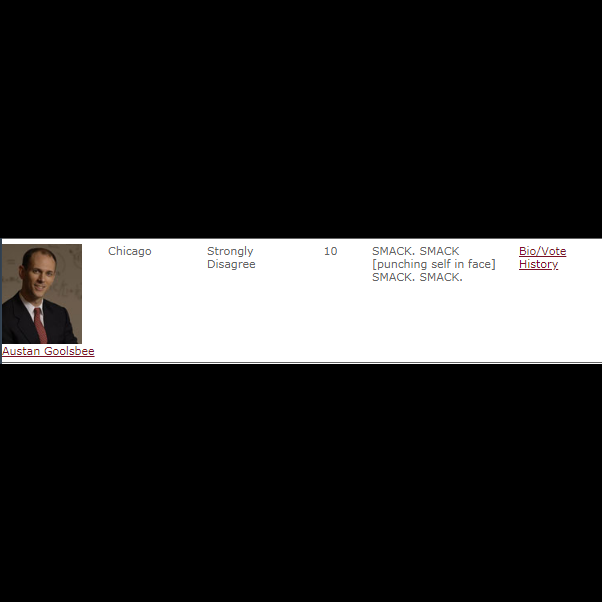 Chicago
Strongly
Disagree
10
SMACK. SMACK
[punching self in face]
SMACK. SMACK.
Bio/Vote
History
Austan Goolsbee